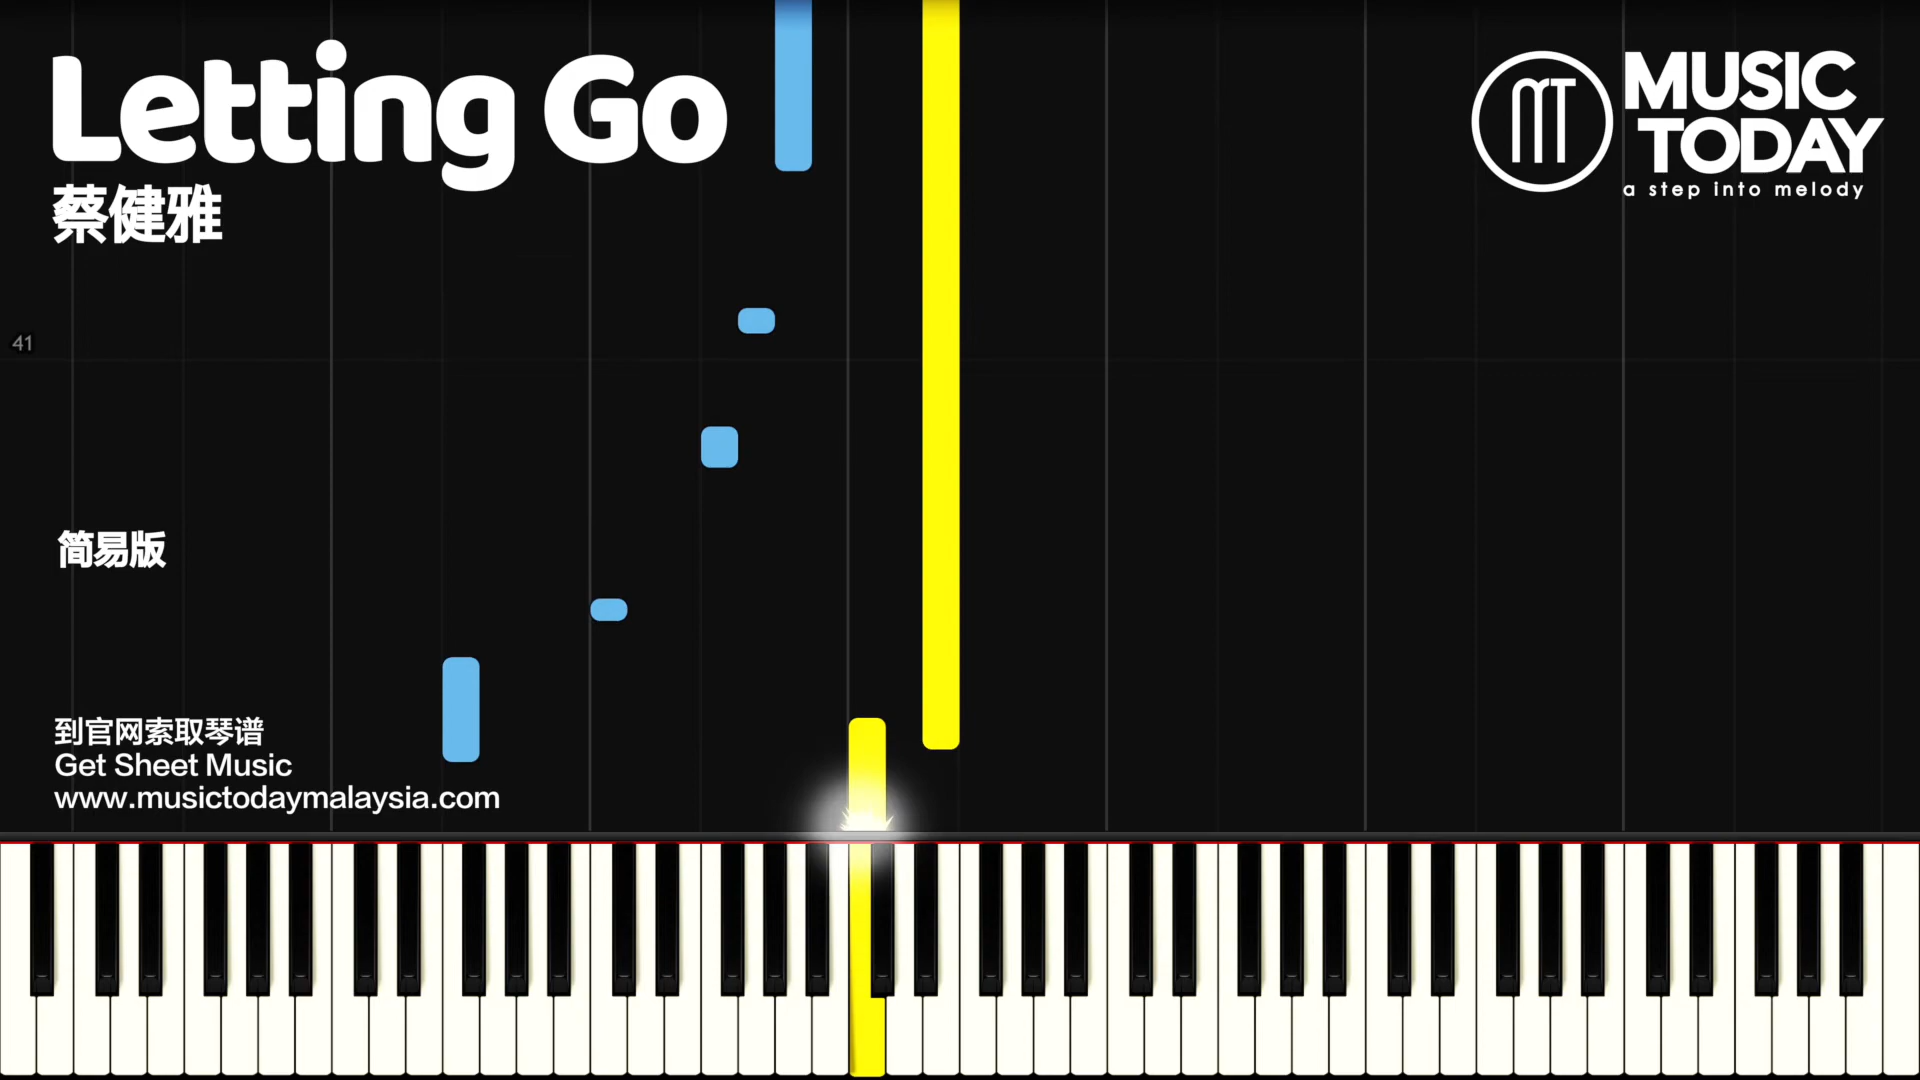 Letting Go
蔡健雅
MT
MUSIC
TODAY
a step into melody
41
简易版
到官网索取琴谱
Get Sheet Music
www.musictodaymalaysia.com